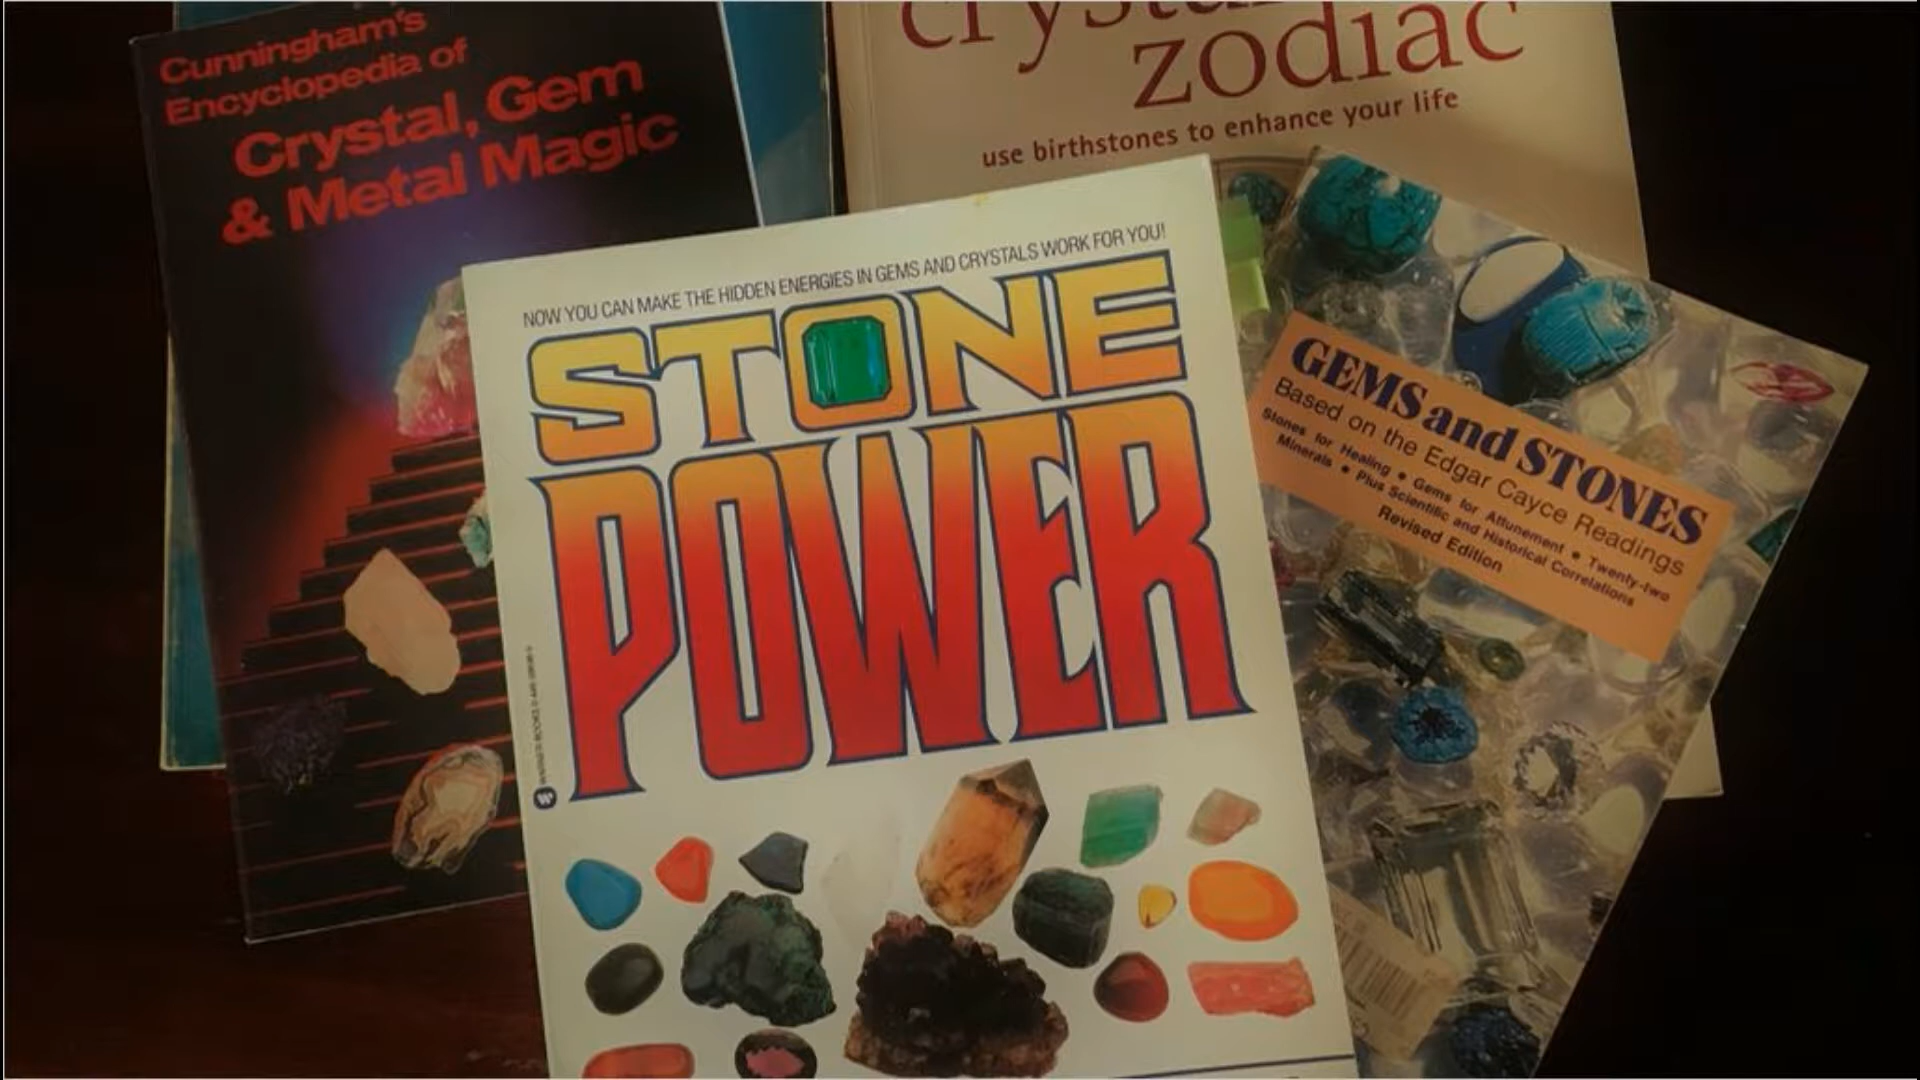 Cunningham's
Encyclopedia of
Crystal, Gem
& Metal Magic
zodiac
use birthstones to enhance your life
NOW YOU CAN MAKE THE HIDDEN ENERGIES IN GEMS AND CRYSTALS WORK FOR YOU!
STONE
POWER
GEMS and STONES
Based on the Edgar Cayce Readings
Stones for Healing • Gems for Attunement • Twenty-two
Minerals • Plus Scientific and Historical Correlations
Revised Edition